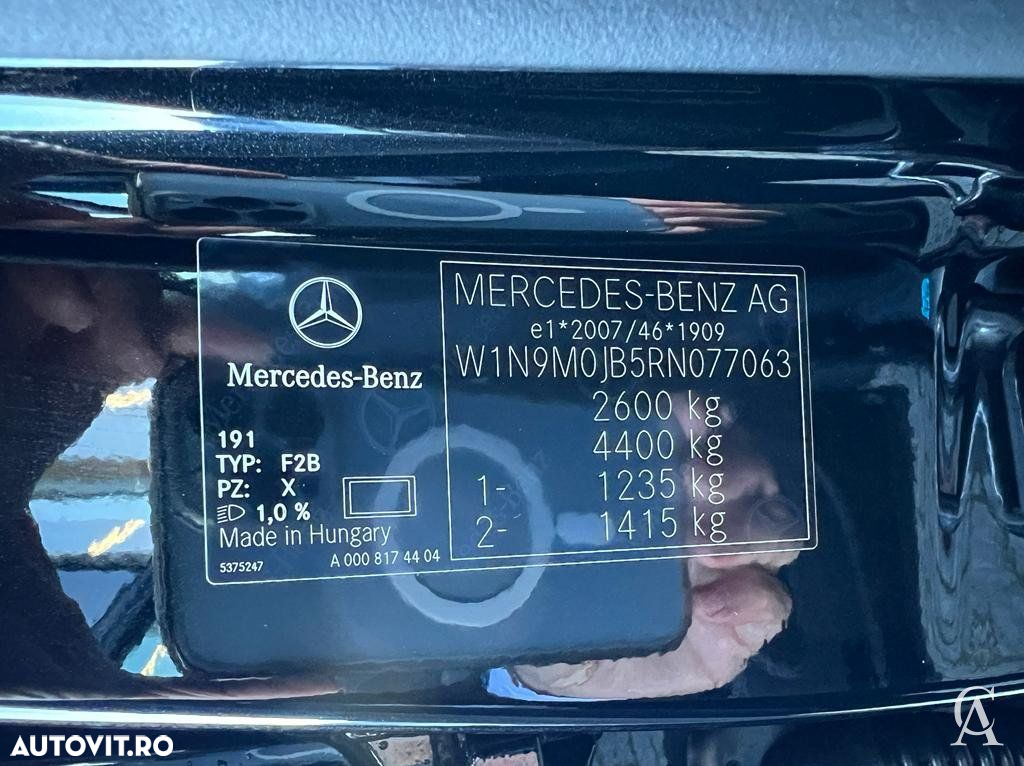 Mercedes-Benz
191
TYP: F2B
PZ: X
1,0 %
Made in Hungary
5375247 A 000 817 44 04
MERCEDES-BENZ AG
e1*2007/46*1909
W1N9M0JB5RN077063
2600 kg
4400 kg
1- 1235 kg
2- 1415 kg
AUTOVIT.RO
CA